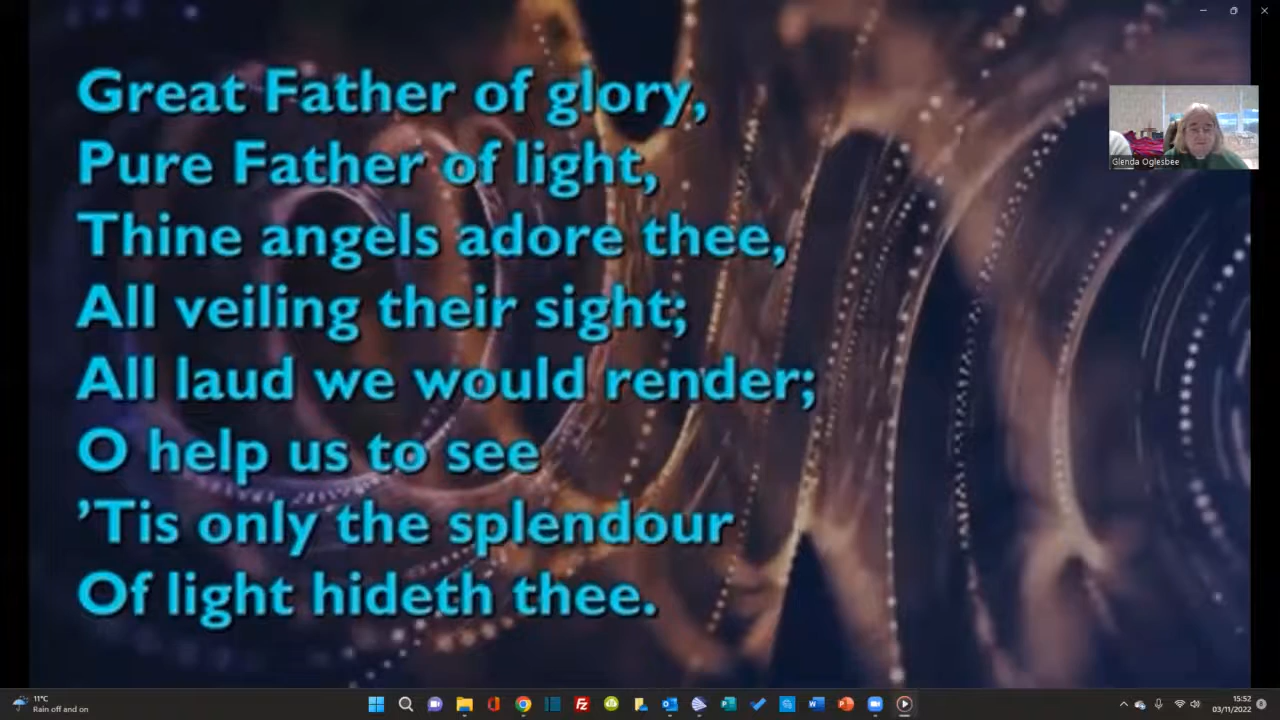 Great Father of glory,
Pure Father of light,
Thine angels adore thee,
All veiling their sight;
All laud we would render;
O help us to see
’Tis only the splendour
Of light hideth thee.
Glenda Oglesbee
11°C
Rain off and on
15:52
03/11/2022